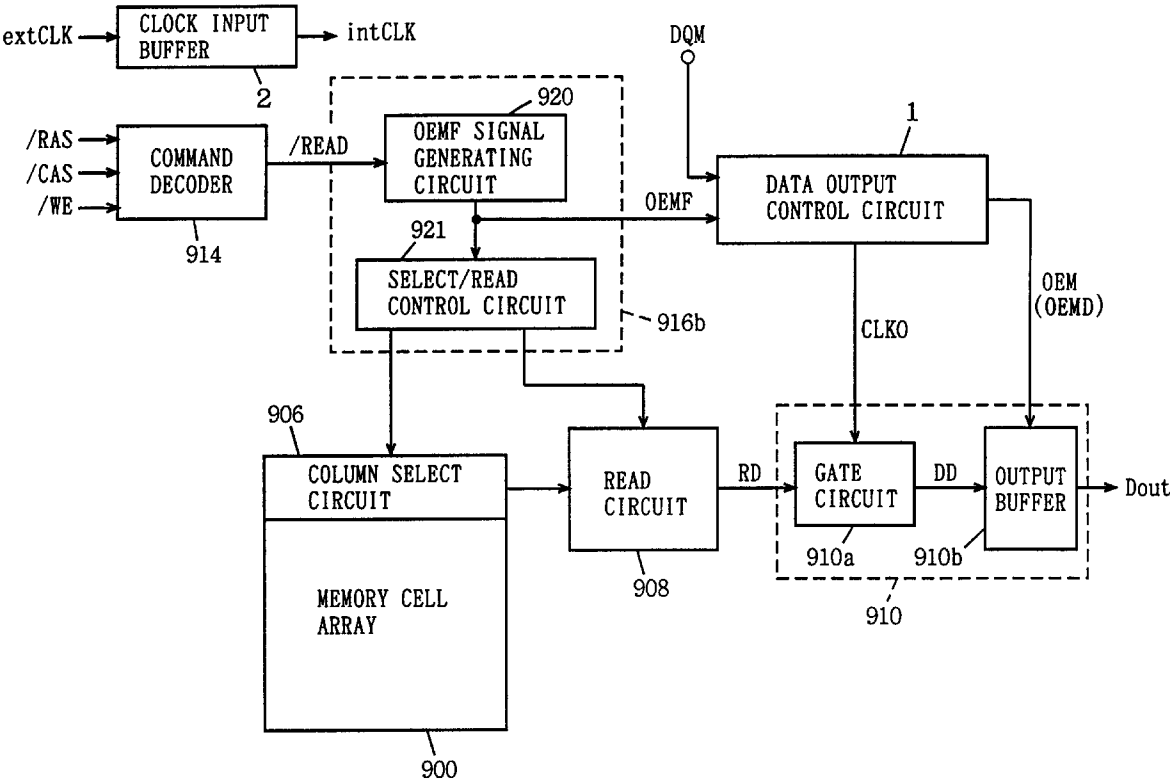 extCLK
CLOCK INPUT
BUFFER
intCLK
2
DQM
/RAS
/CAS
/WE
COMMAND
DECODER
914
/READ
920
OEMF SIGNAL
GENERATING
CIRCUIT
OEMF
1
DATA OUTPUT
CONTROL CIRCUIT
921
SELECT/READ
CONTROL CIRCUIT
916b
CLKO
OEM
(OEMD)
906
COLUMN SELECT
CIRCUIT
READ
CIRCUIT
908
RD
GATE
CIRCUIT
910a
DD
OUTPUT
BUFFER
910b
Dout
910
MEMORY CELL
ARRAY
900